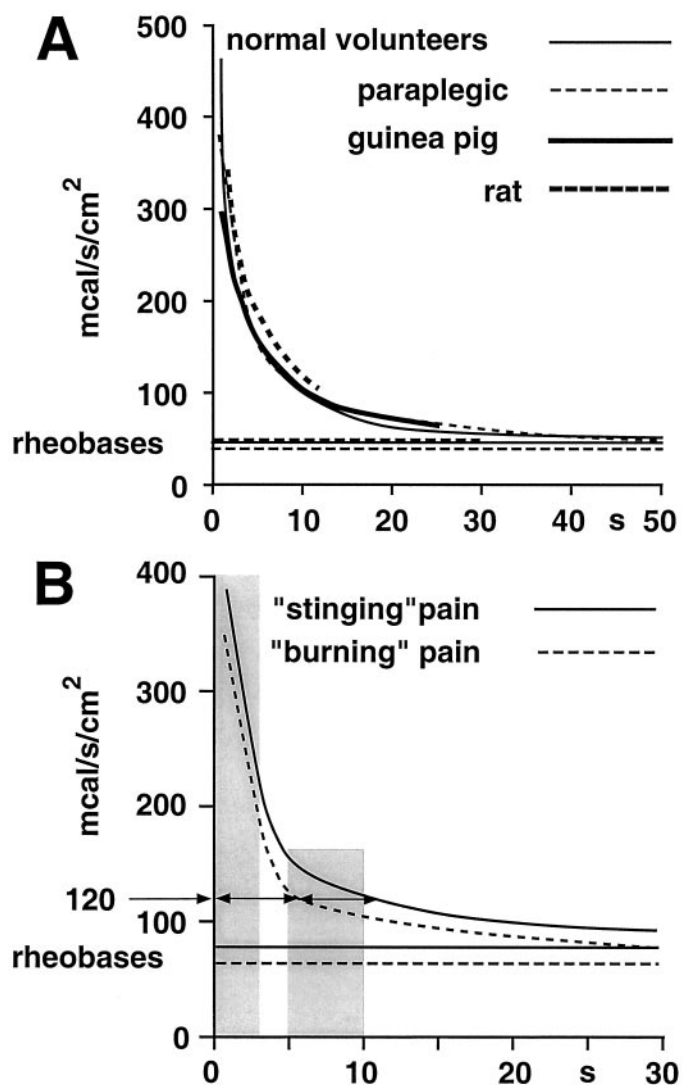 A
500
normal volunteers
400
paraplegic
guinea pig
300
rat
mcal/s/cm²
200
100
rheobases
0
0 10 20 30 40 s 50
B
400
"stinging"pain
"burning" pain
300
mcal/s/cm²
200
120
100
rheobases
0
0 10 20 s 30